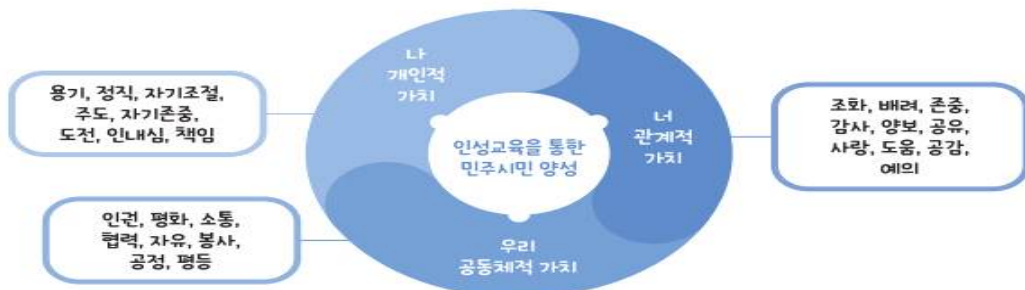 나
개인적
가치
용기, 정직, 자기조절,
주도, 자기존중,
도전, 인내심, 책임
너
관계적
가치
조화, 배려, 존중,
감사, 양보, 공유,
사랑, 도움, 공감,
예의
인성교육을 통한
민주시민 양성
인권, 평화, 소통,
협력, 자유, 봉사,
공정, 평등
우리
공동체적 가치